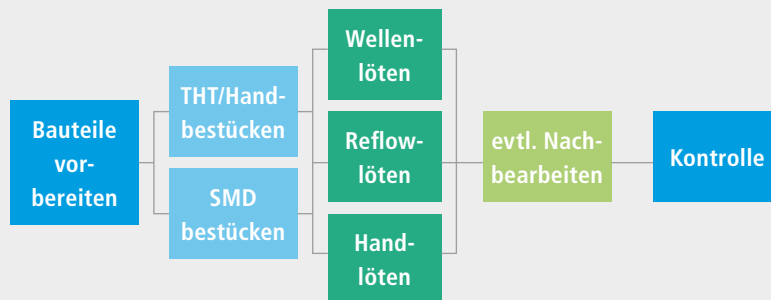 Bauteile
vor-
bereiten
THT/Hand-
bestücken
SMD
bestücken
Wellen-
löten
Reflow-
löten
Hand-
löten
evtl. Nach-
bearbeiten
Kontrolle